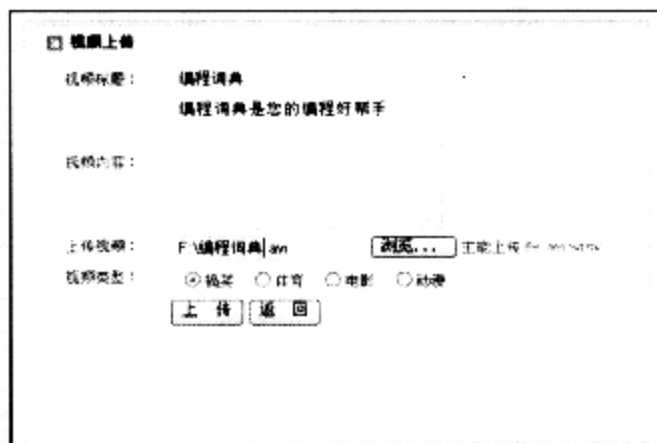 视频上传
视频标题：
编程词典
编程词典是您的编程好帮手
视频内容：
上传视频： F:\编程词典.avi 浏览... 上传
视频类型： 搞笑 体育 电影 动漫
上 传 返 回